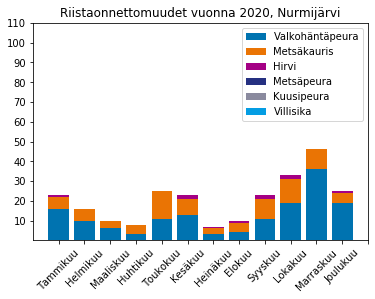 Riistaonnettomuudet vuonna 2020, Nurmijärvi
110
100
90
80
70
60
50
40
30
20
10
Valkohäntäpeura
Metsäkauris
Hirvi
Metsäpeura
Kuusipeura
Villisika
Tammikuu
Helmikuu
Maaliskuu
Huhtikuu
Toukokuu
Kesäkuu
Heinäkuu
Elokuu
Syyskuu
Lokakuu
Marraskuu
Joulukuu